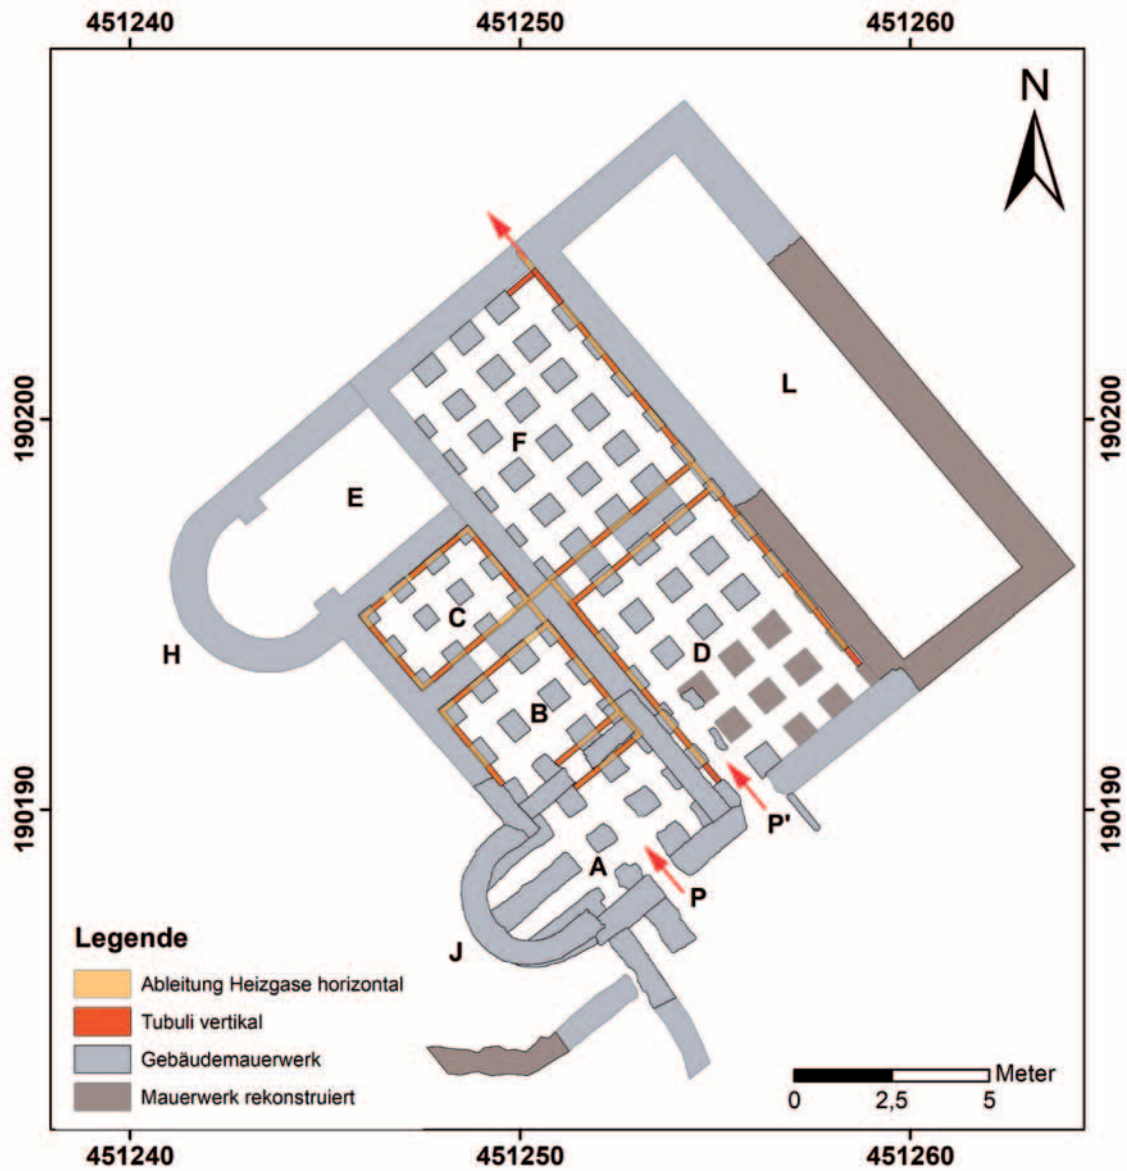 451240 451250 451260
N
L
190200 190200
F
E
C
H
D
B
190190 190190
P'
A
P
Legende
J
Ableitung Heizgase horizontal
Tubuli vertikal
Gebäudemauerwerk
Mauerwerk rekonstruiert
Meter
0 2,5 5
451240 451250 451260